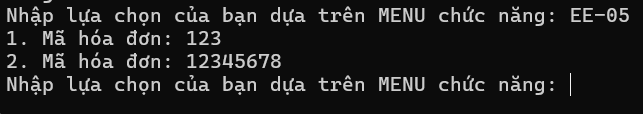 Nhập lựa chọn của bạn dựa trên MENU chức năng: EE-05
1. Mã hóa đơn: 123
2. Mã hóa đơn: 12345678
Nhập lựa chọn của bạn dựa trên MENU chức năng: